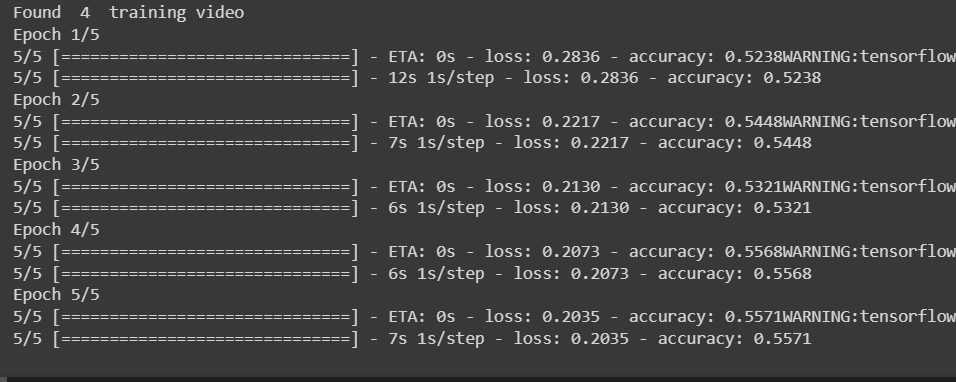 Found  4  training video
Epoch 1/5
5/5 [==============================] - ETA: 0s - loss: 0.2836 - accuracy: 0.5238WARNING:tensorflow
5/5 [==============================] - 12s 1s/step - loss: 0.2836 - accuracy: 0.5238
Epoch 2/5
5/5 [==============================] - ETA: 0s - loss: 0.2217 - accuracy: 0.5448WARNING:tensorflow
5/5 [==============================] - 7s 1s/step - loss: 0.2217 - accuracy: 0.5448
Epoch 3/5
5/5 [==============================] - ETA: 0s - loss: 0.2130 - accuracy: 0.5321WARNING:tensorflow
5/5 [==============================] - 6s 1s/step - loss: 0.2130 - accuracy: 0.5321
Epoch 4/5
5/5 [==============================] - ETA: 0s - loss: 0.2073 - accuracy: 0.5568WARNING:tensorflow
5/5 [==============================] - 6s 1s/step - loss: 0.2073 - accuracy: 0.5568
Epoch 5/5
5/5 [==============================] - ETA: 0s - loss: 0.2035 - accuracy: 0.5571WARNING:tensorflow
5/5 [==============================] - 7s 1s/step - loss: 0.2035 - accuracy: 0.5571